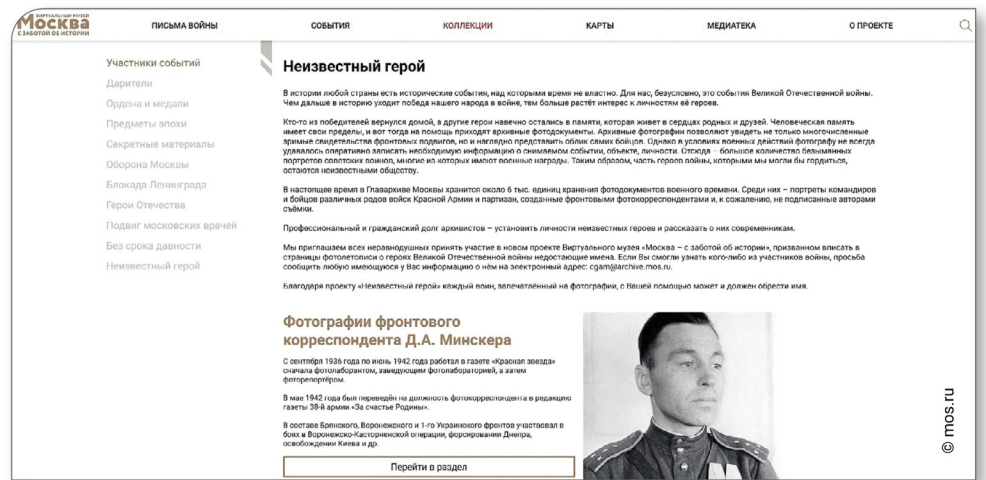 ВИРТУАЛЬНЫЙ МУЗЕЙ
Москва
С ЗАБОТОЙ ОБ ИСТОРИИ
ПИСЬМА ВОЙНЫ
СОБЫТИЯ
КОЛЛЕКЦИИ
КАРТЫ
МЕДИАТЕКА
О ПРОЕКТЕ
Участники событий
Дарители
Ордена и медали
Предметы эпохи
Секретные материалы
Оборона Москвы
Блокада Ленинграда
Герои Отечества
Подвиг московских врачей
Без срока давности
Неизвестный герой
Неизвестный герой
В истории любой страны есть исторические события, над которыми время не властно. Для нас, безусловно, это события Великой Отечественной войны.
Чем дальше в историю уходит победа нашего народа в войне, тем больше растёт интерес к личностям её героев.
Кто-то из победителей вернулся домой, а другие герои навечно остались в памяти, которая живет в сердцах родных и друзей. Человеческая память
имеет свои пределы, и вот тогда на помощь приходят архивные фотодокументы. Архивные фотографии позволяют увидеть не только многочисленные
зримые свидетельства фронтовых подвигов, но и наглядно представить облик самих бойцов. Однако в условиях военных действий фотографу не всегда
удавалось оперативно записать необходимую информацию о снимаемом событии, объекте, личности. Отсюда – большое количество безымянных
портретов советских воинов, многие из которых имеют военные награды. Таким образом, часть героев войны, которыми мы могли бы гордиться,
остаются неизвестными обществу.
В настоящее время в Главархиве Москвы хранится около 6 тыс. единиц хранения фотодокументов военного времени. Среди них – портреты командиров
и бойцов различных родов войск Красной Армии и партизан, созданные фронтовыми фотокорреспондентами и, к сожалению, не подписанные авторами
съёмки.
Профессиональный и гражданский долг архивистов – установить личности неизвестных героев и рассказать о них современникам.
Мы приглашаем всех неравнодушных принять участие в новом проекте Виртуального музея «Москва – с заботой об истории», призванном вписать в
страницы фотолетописи о героях Великой Отечественной войны недостающие имена. Если Вы смогли узнать кого-либо из участников войны, просьба
сообщить любую имеющуюся у Вас информацию о нём на электронный адрес: cgam@archive.mos.ru.
Благодаря проекту «Неизвестный герой» каждый воин, запечатлённый на фотографии, с Вашей помощью может и должен обрести имя.
Фотографии фронтового
корреспондента Д.А. Минскера
С сентября 1936 года по июнь 1942 года работал в газете «Красная звезда»
сначала фотолаборантом, заведующим фотолабораторией, а затем
фоторепортёром.
В мае 1942 года был переведён на должность фотокорреспондента в редакцию
газеты 38-й армии «За счастье Родины».
В составе Брянского, Воронежского и 1-го Украинского фронтов участвовал в
боях в Воронежско-Касторненской операции, форсировании Днепра,
освобождении Киева и др.
Перейти в раздел
© mos.ru